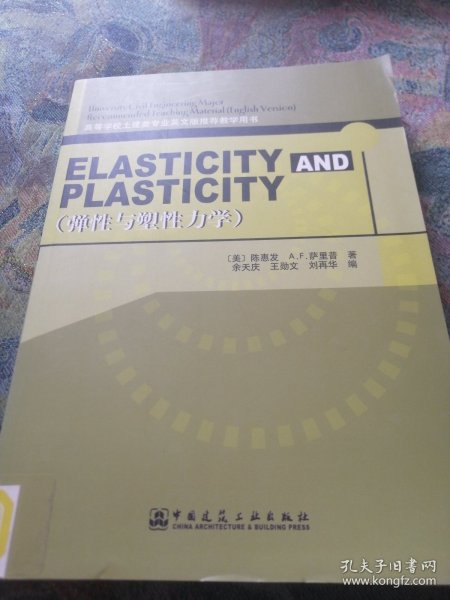 University Civil Engineering Major
Recommended Teaching Material (English Version)
高等学校土建类专业英文版推荐教学用书
ELASTICITY AND
PLASTICITY
(弹性与塑性力学)
〔美〕陈惠发 A.F.萨里普 著
余天庆 王勋文 刘再华 编
中国建筑工业出版社
CHINA ARCHITECTURE & BUILDING PRESS
孔夫子旧书网
www.kongfz.com